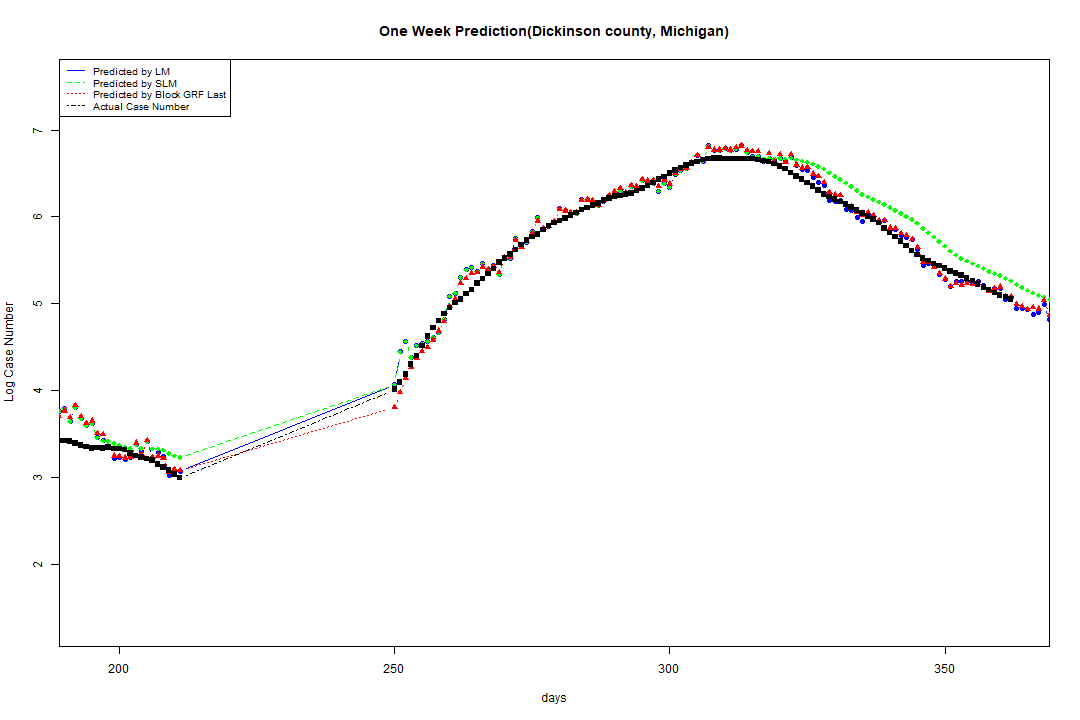 One Week Prediction(Dickinson county, Michigan)
Predicted by LM
Predicted by SLM
Predicted by Block GRF Last
Actual Case Number
7
6
5
4
3
2
Log Case Number
200
250
300
350
days